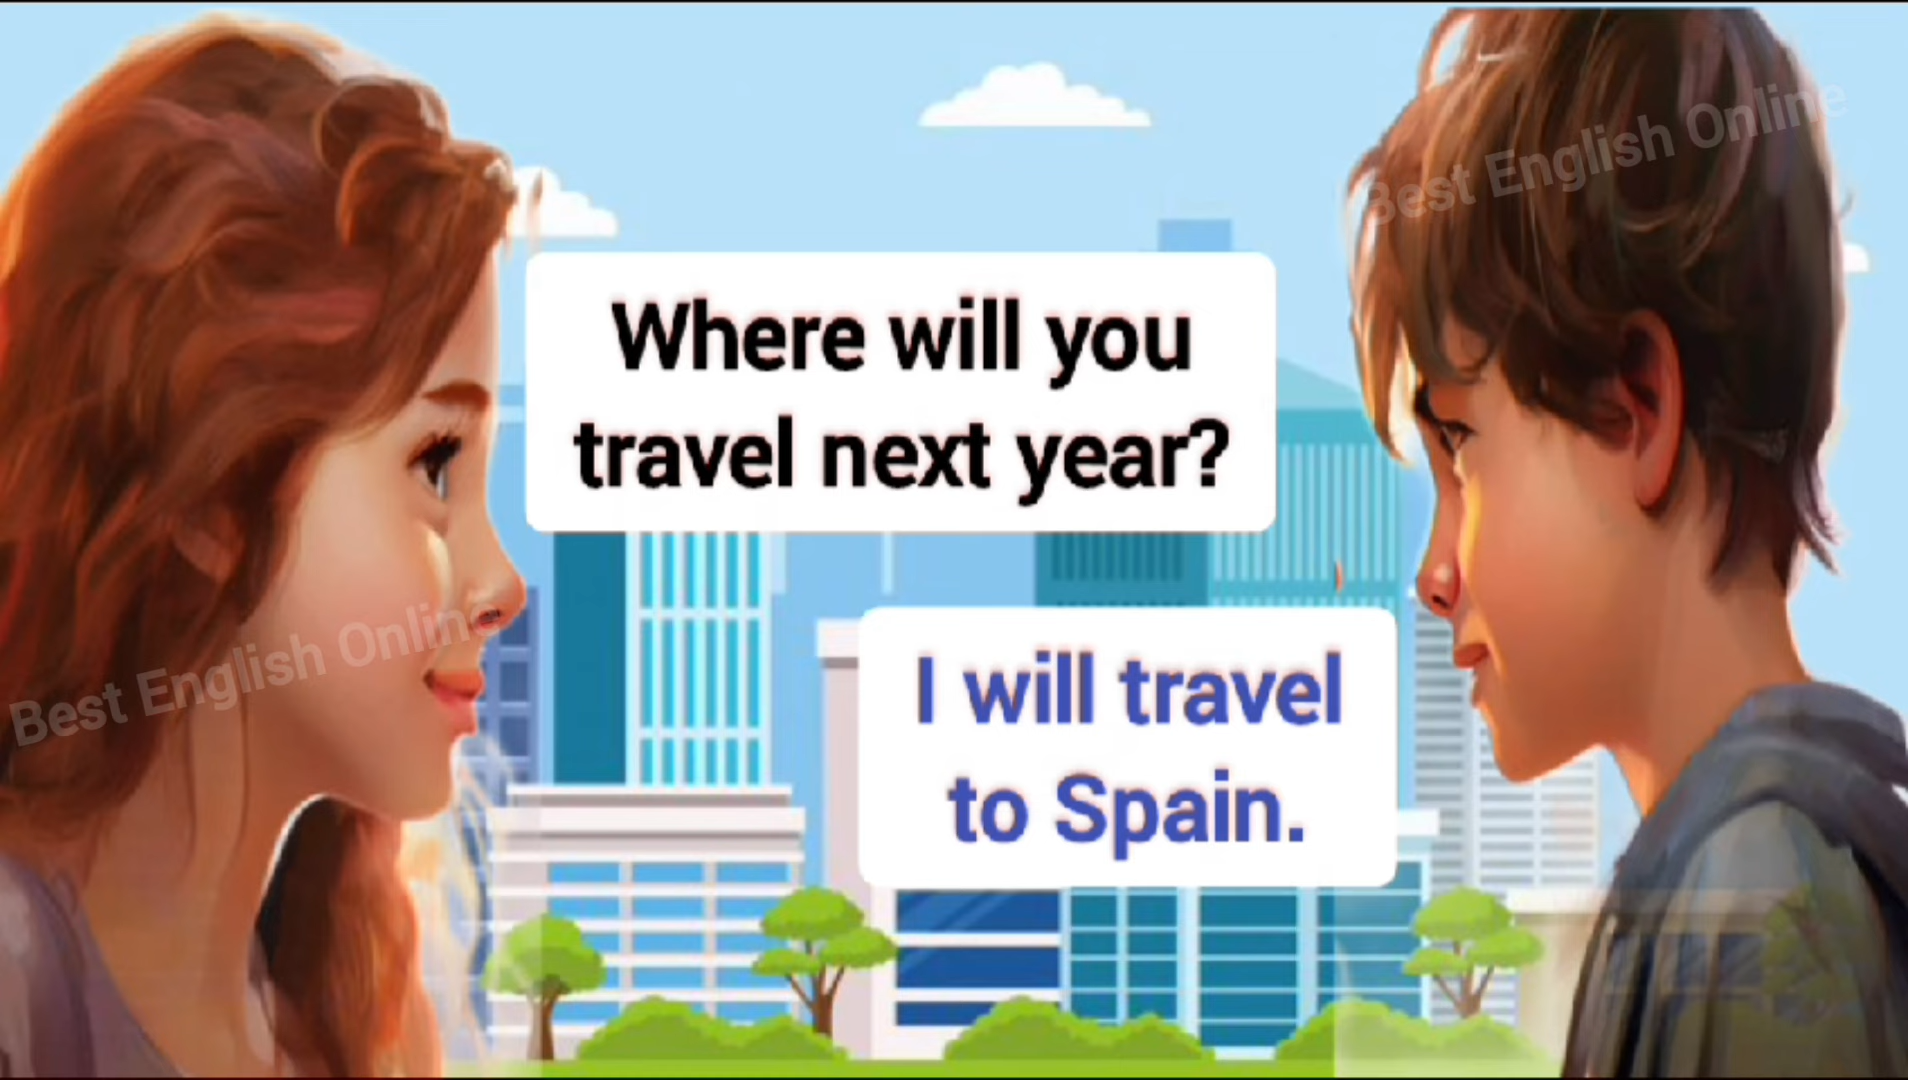 Best English Online
Where will you
travel next year?
Best English Online
I will travel
to Spain.